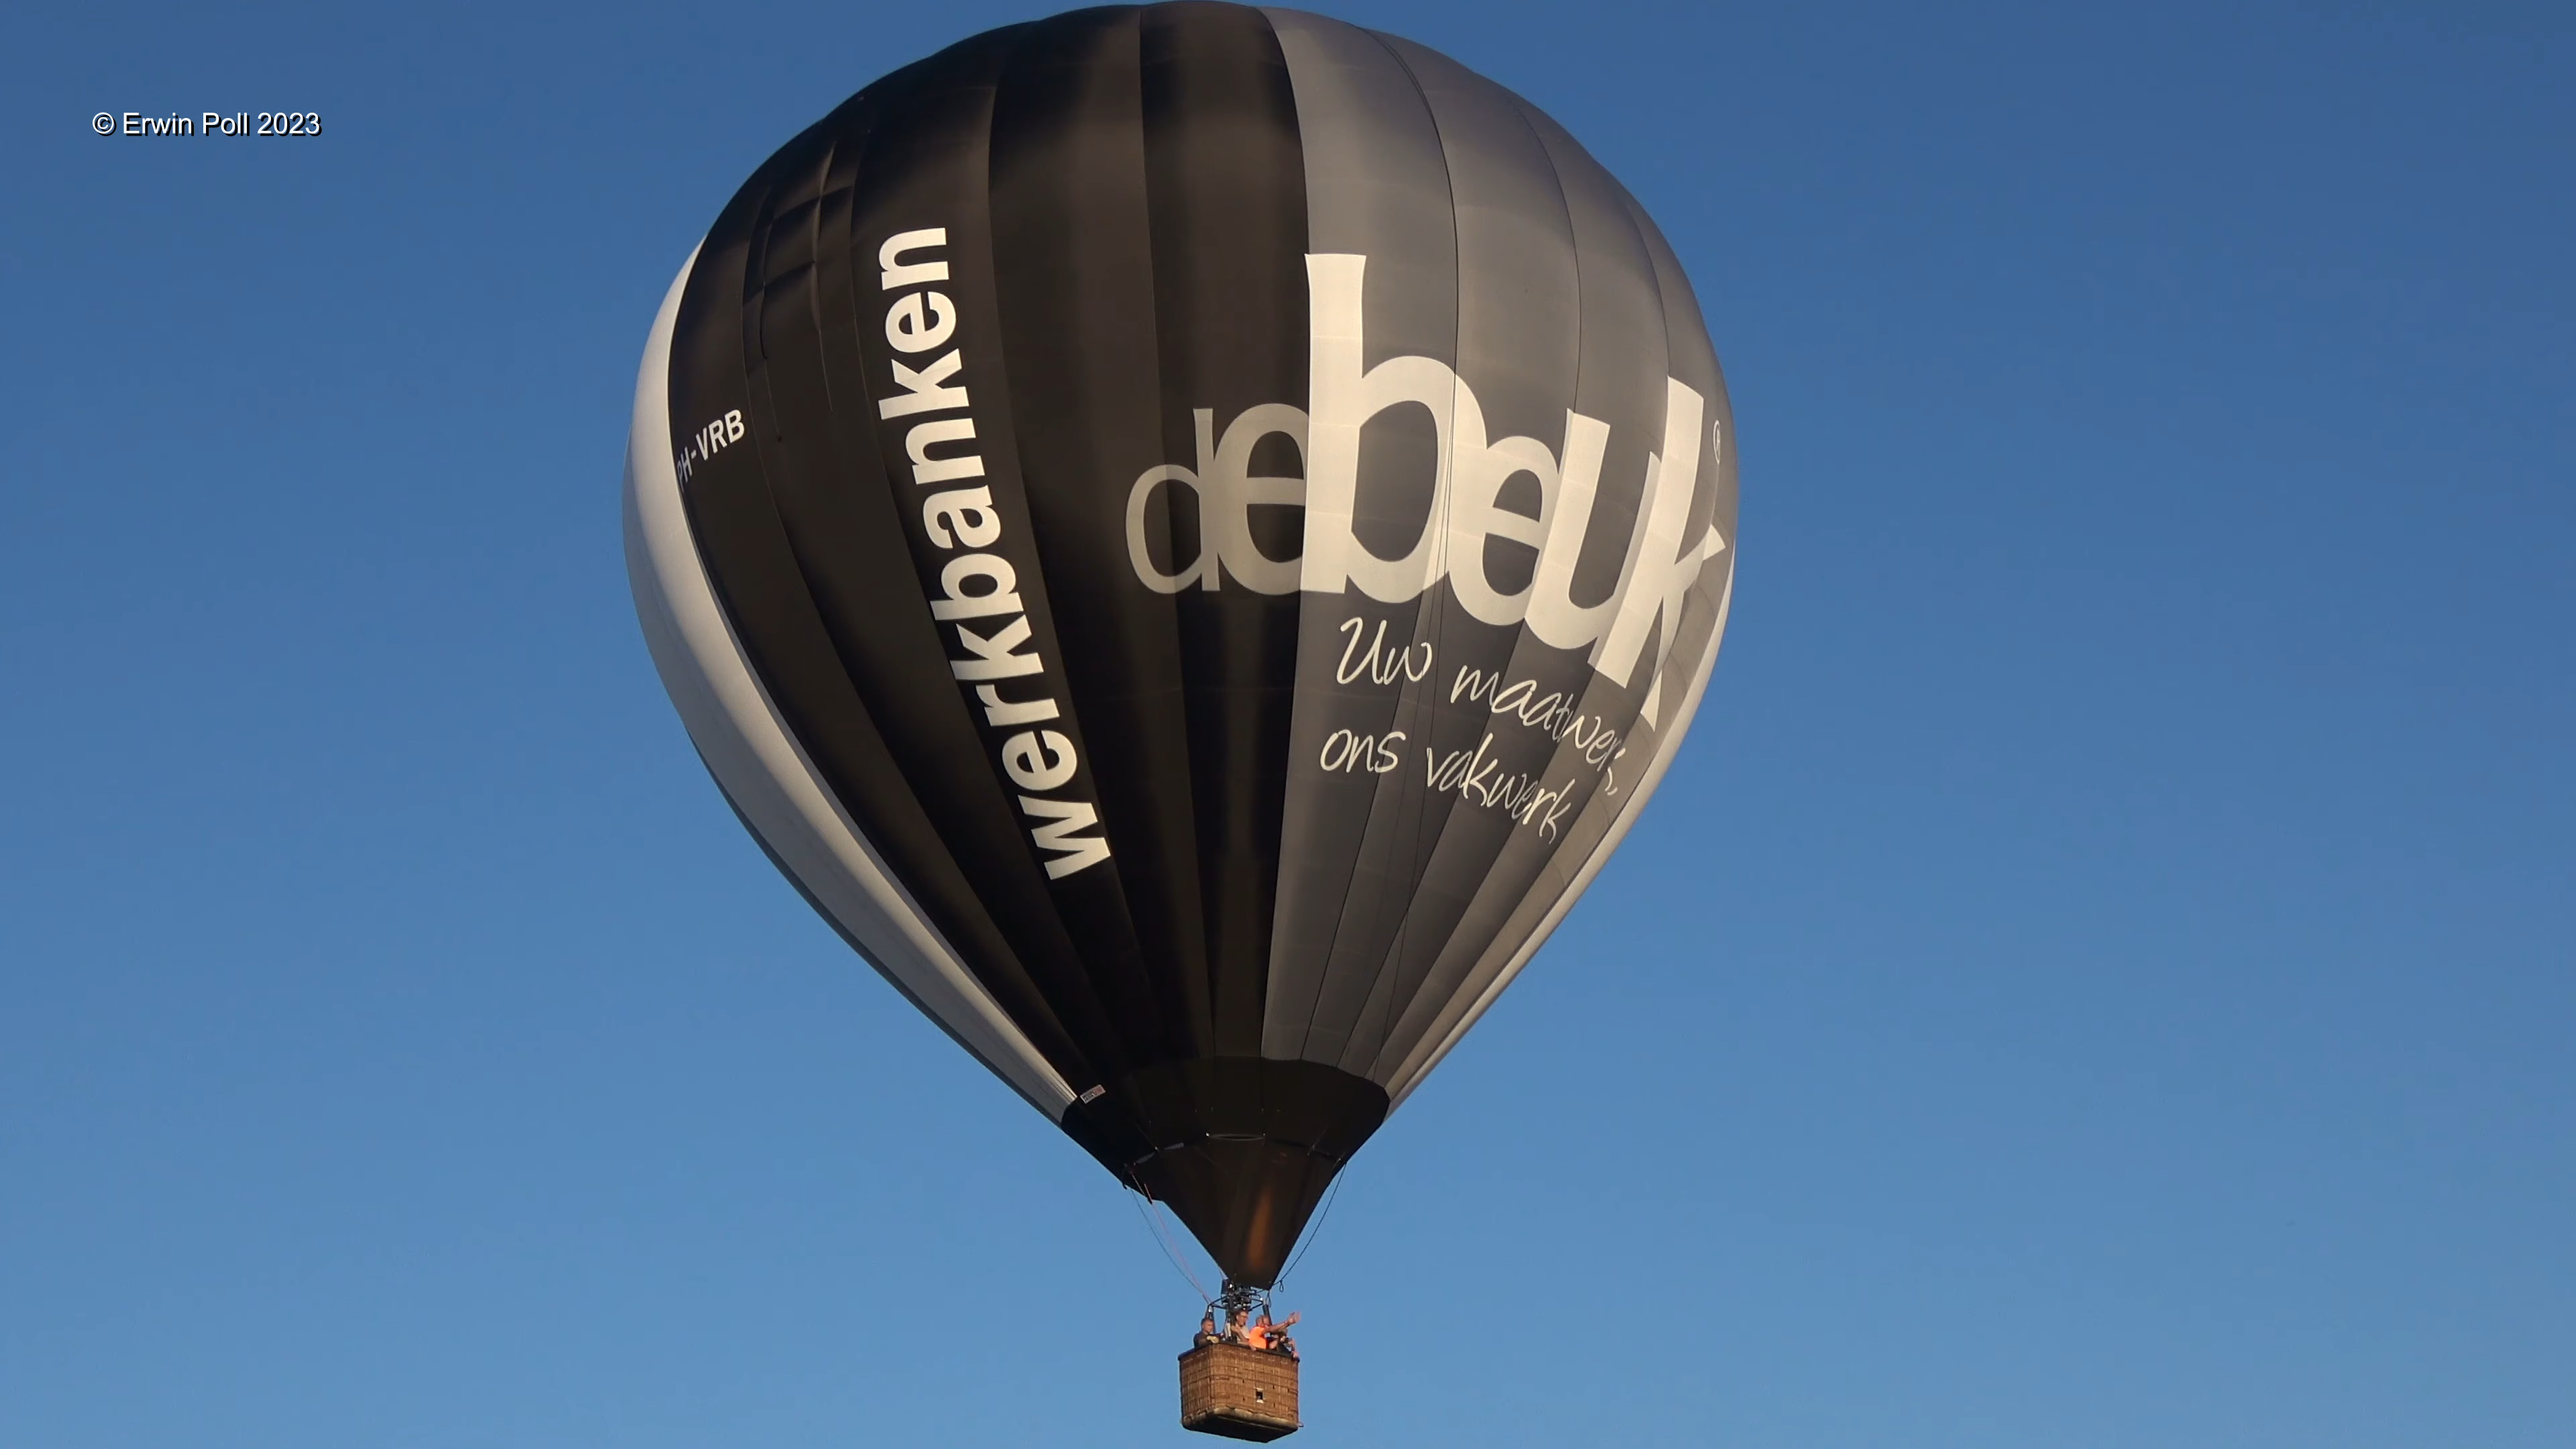 © Erwin Poll 2023
PH-VRB
werkbanken
debeuk®
Uw maatwerk,
ons vakwerk